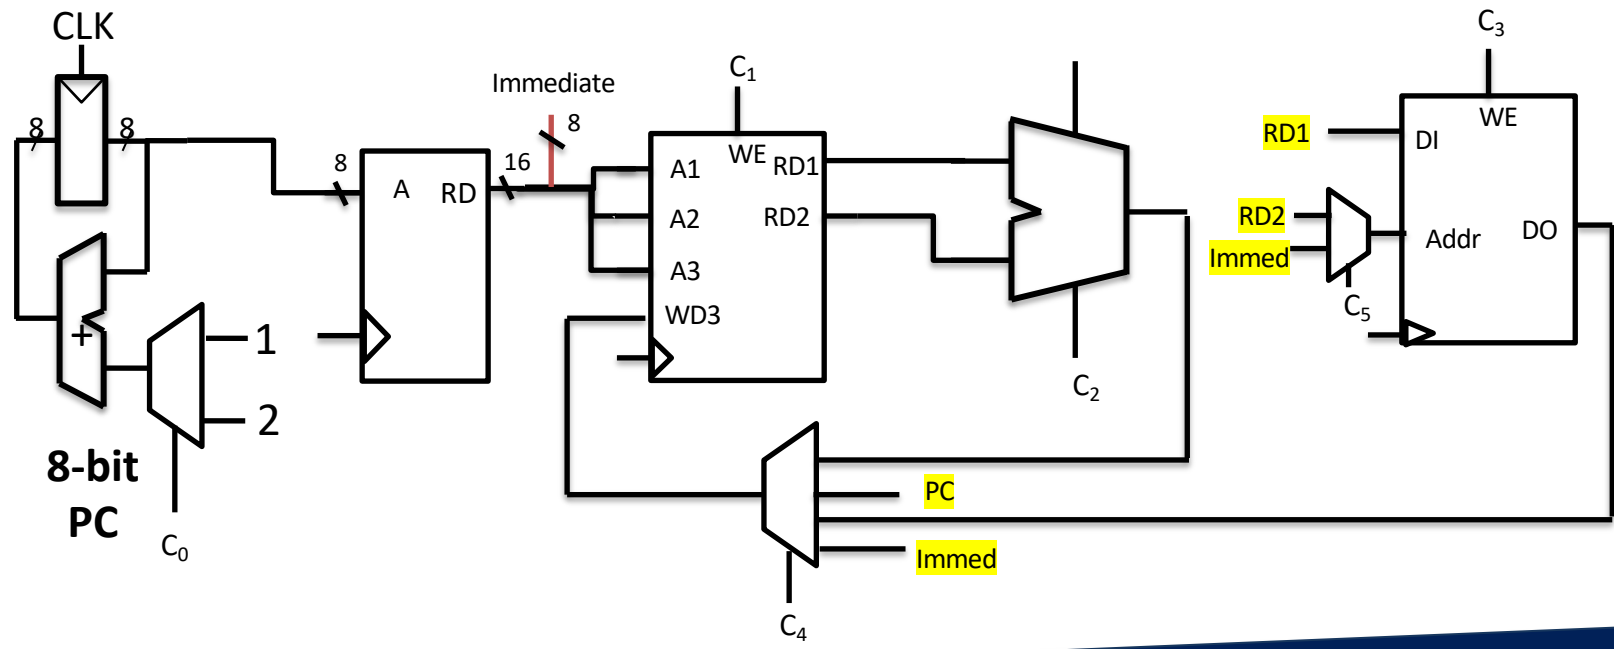 CLK
8
8
+
1
2
8-bit
PC
C0
8
A
RD
16
Immediate
8
C1
WE
A1
A2
A3
WD3
RD1
RD2
C2
C3
WE
RD1
DI
RD2
Immed
Addr
DO
C5
PC
Immed
C4